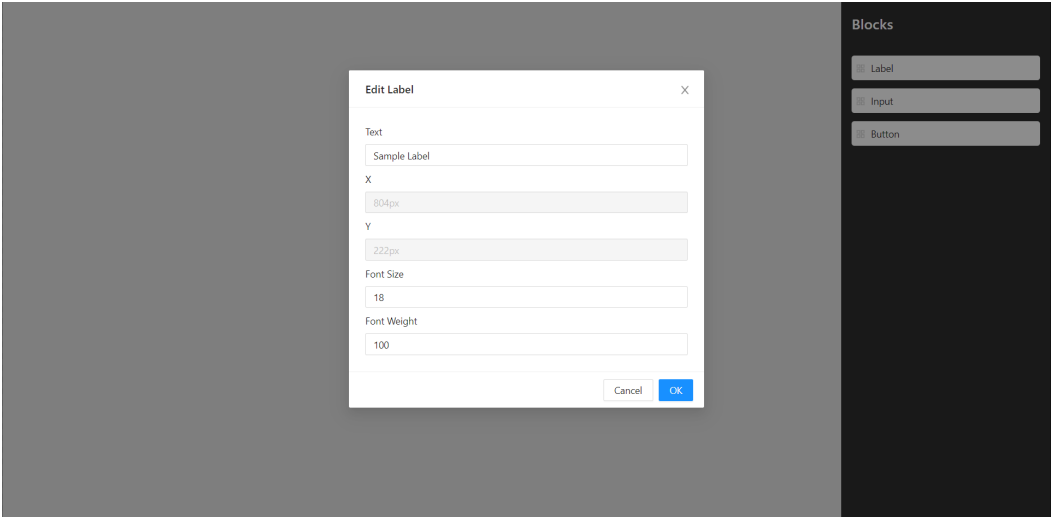 Blocks
Label
Input
Button
Edit Label
Text
Sample Label
X
804px
Y
222px
Font Size
18
Font Weight
100
Cancel
OK